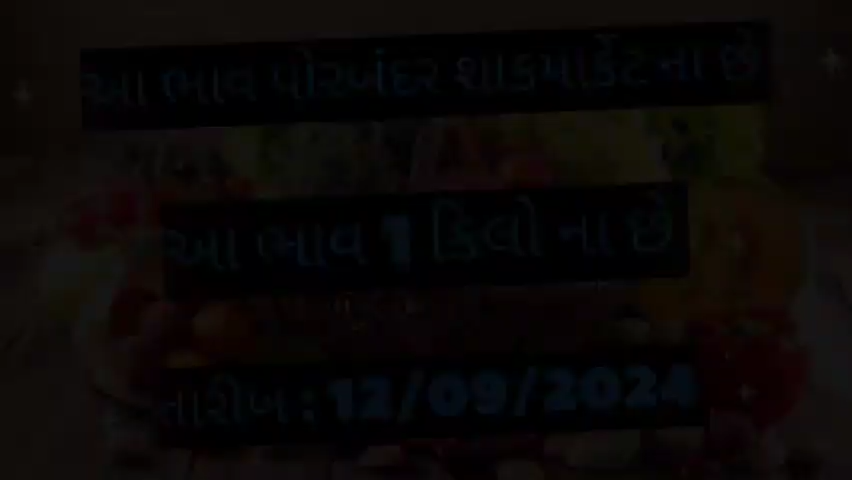 આ ભાવ પોરબંદર શાકમાર્કેટ ના છે
આ ભાવ 1 કિલો ના છે
તારીખ : 12/09/2024